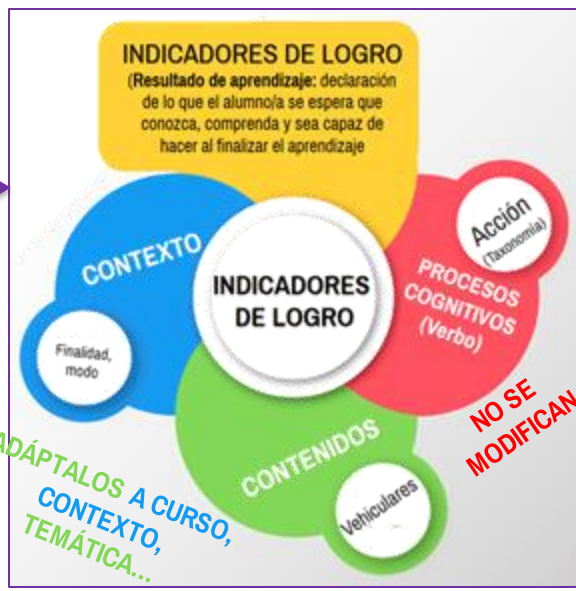 INDICADORES DE LOGRO
(Resultado de aprendizaje: declaración
de lo que el alumno/a se espera que
conozca, comprenda y sea capaz de
hacer al finalizar el aprendizaje
Acción
(Taxonomía)
CONTEXTO
PROCESOS
COGNITIVOS
(Verbo)
INDICADORES
DE LOGRO
Finalidad,
modo
NO SE
MODIFICAN
CONTENIDOS
Vehiculares
ADÁPTALOS A CURSO,
CONTEXTO,
TEMÁTICA...